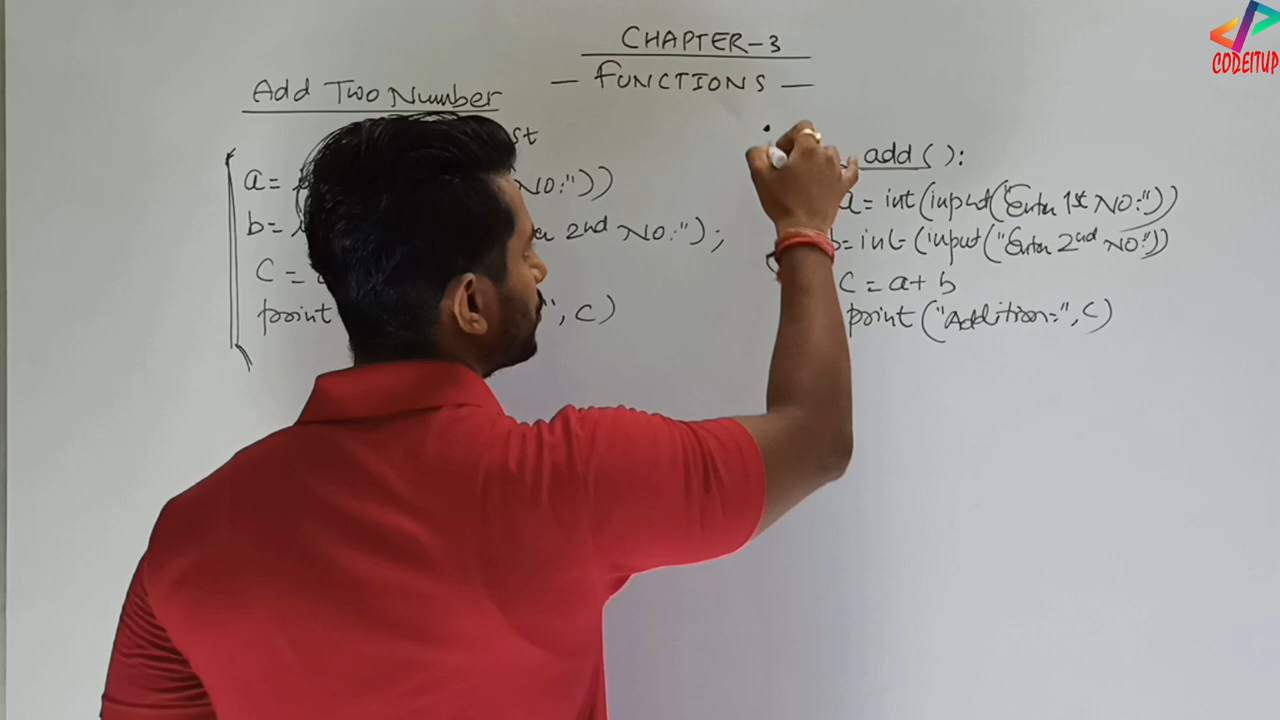 CHAPTER-3
— FUNCTIONS —
CODEITUP
Add Two Number
st
a= NO:"))
b= 2nd NO:");
C =
print ", c)
add():
a= int(input("Enter 1st NO:"))
b= int(input("Enter 2nd NO:"))
C = a+ b
print("Addition=", c)